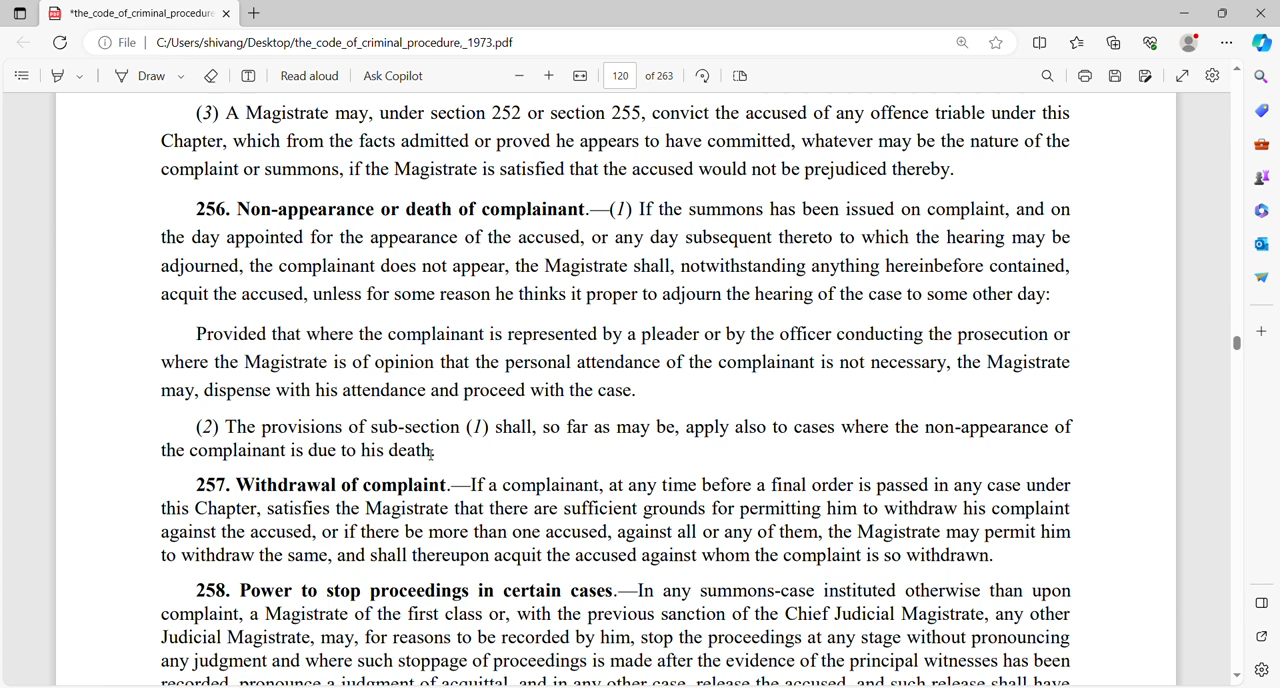 *the_code_of_criminal_procedure
File C:/Users/shivang/Desktop/the_code_of_criminal_procedure,_1973.pdf
Draw Read aloud Ask Copilot 120 of 263
(3) A Magistrate may, under section 252 or section 255, convict the accused of any offence triable under this
Chapter, which from the facts admitted or proved he appears to have committed, whatever may be the nature of the
complaint or summons, if the Magistrate is satisfied that the accused would not be prejudiced thereby.
256. Non-appearance or death of complainant.—(1) If the summons has been issued on complaint, and on
the day appointed for the appearance of the accused, or any day subsequent thereto to which the hearing may be
adjourned, the complainant does not appear, the Magistrate shall, notwithstanding anything hereinbefore contained,
acquit the accused, unless for some reason he thinks it proper to adjourn the hearing of the case to some other day:
Provided that where the complainant is represented by a pleader or by the officer conducting the prosecution or
where the Magistrate is of opinion that the personal attendance of the complainant is not necessary, the Magistrate
may, dispense with his attendance and proceed with the case.
(2) The provisions of sub-section (1) shall, so far as may be, apply also to cases where the non-appearance of
the complainant is due to his death.
257. Withdrawal of complaint.—If a complainant, at any time before a final order is passed in any case under
this Chapter, satisfies the Magistrate that there are sufficient grounds for permitting him to withdraw his complaint
against the accused, or if there be more than one accused, against all or any of them, the Magistrate may permit him
to withdraw the same, and shall thereupon acquit the accused against whom the complaint is so withdrawn.
258. Power to stop proceedings in certain cases.—In any summons-case instituted otherwise than upon
complaint, a Magistrate of the first class or, with the previous sanction of the Chief Judicial Magistrate, any other
Judicial Magistrate, may, for reasons to be recorded by him, stop the proceedings at any stage without pronouncing
any judgment and where such stoppage of proceedings is made after the evidence of the principal witnesses has been
recorded, pronounce a judgment of acquittal, and in any other case, release the accused, and such release shall have